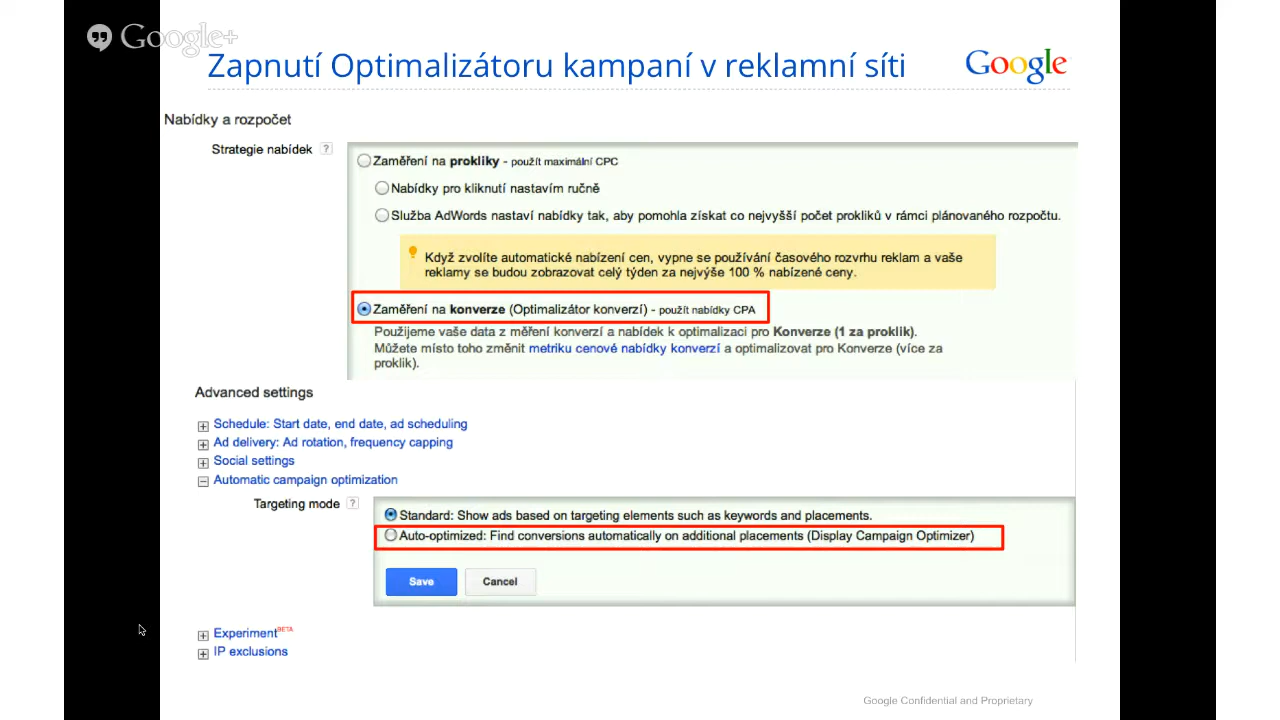 Google+
Zapnutí Optimalizátoru kampaní v reklamní síti
Google
Nabídky a rozpočet
Strategie nabídek ?
Zaměření na prokliky - použít maximální CPC
Nabídky pro kliknutí nastavím ručně
Služba AdWords nastaví nabídky tak, aby pomohla získat co nejvyšší počet prokliků v rámci plánovaného rozpočtu.
Když zvolíte automatické nabízení cen, vypne se používání časového rozvrhu reklam a vaše
reklamy se budou zobrazovat celý týden za nejvýše 100 % nabízené ceny.
Zaměření na konverze (Optimalizátor konverzí) - použít nabídky CPA
Použijeme vaše data z měření konverzí a nabídek k optimalizaci pro Konverze (1 za proklik).
Můžete místo toho změnit metriku cenové nabídky konverzí a optimalizovat pro Konverze (více za
proklik).
Advanced settings
Schedule: Start date, end date, ad scheduling
Ad delivery: Ad rotation, frequency capping
Social settings
Automatic campaign optimization
Targeting mode ?
Standard: Show ads based on targeting elements such as keywords and placements.
Auto-optimized: Find conversions automatically on additional placements (Display Campaign Optimizer)
Save Cancel
Experiment BETA
IP exclusions
Google Confidential and Proprietary